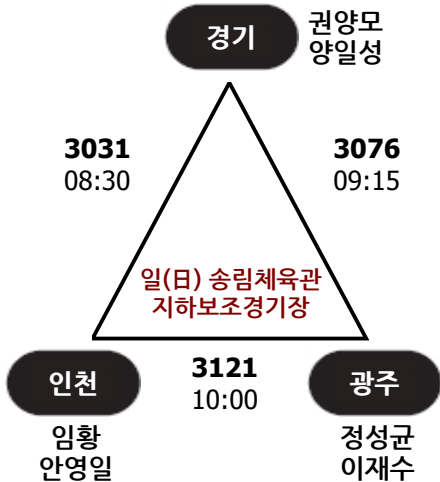 경기
권양모
양일성
3031
08:30
3076
09:15
일(日) 송림체육관
지하보조경기장
인천
3121
10:00
광주
임황
안영일
정성균
이재수